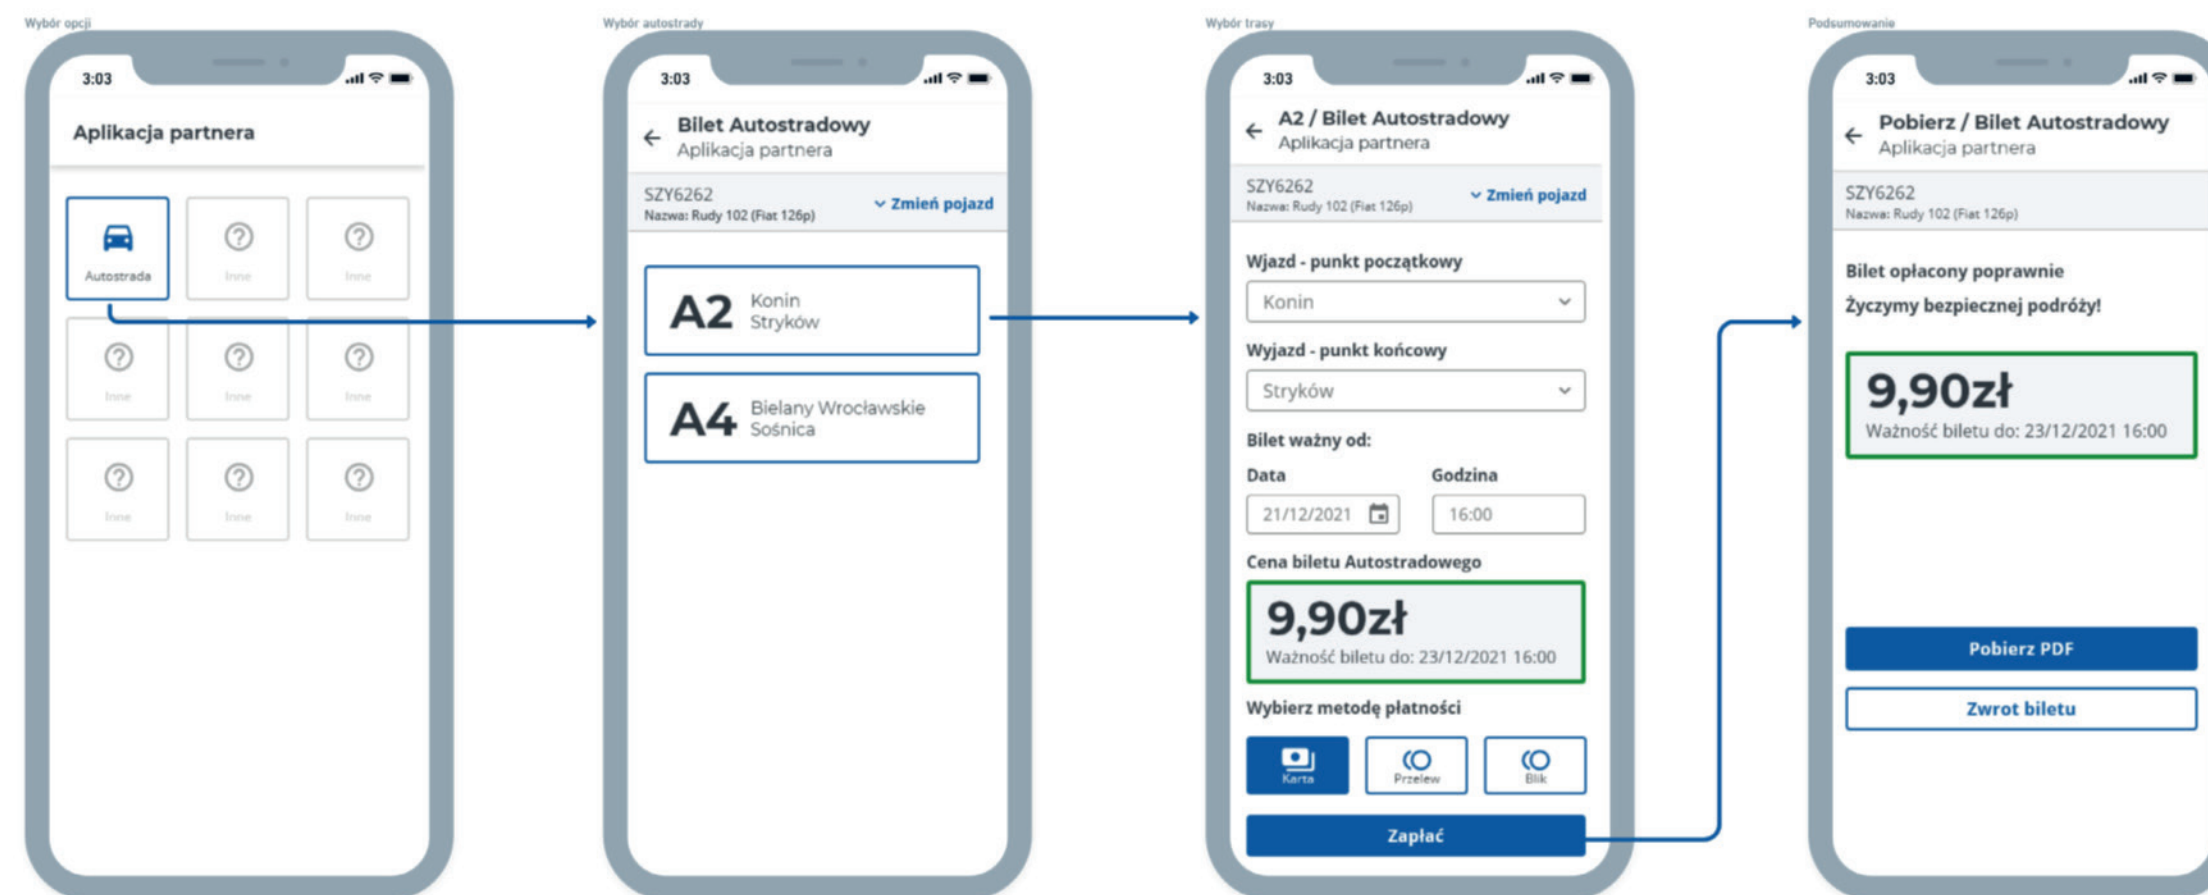 Wybór opcji
3:03
Aplikacja partnera
Autostrada
Inne
Inne
Inne
Inne
Inne
Inne
Inne
Inne
Wybór autostrady
3:03
Bilet Autostradowy
Aplikacja partnera
SZY6262
Nazwa: Rudy 102 (Fiat 126p)
Zmień pojazd
A2
Konin
Stryków
A4
Bielany Wrocławskie
Sośnica
Wybór trasy
3:03
A2 / Bilet Autostradowy
Aplikacja partnera
SZY6262
Nazwa: Rudy 102 (Fiat 126p)
Zmień pojazd
Wjazd - punkt początkowy
Konin
Wyjazd - punkt końcowy
Stryków
Bilet ważny od:
Data
Godzina
21/12/2021
16:00
Cena biletu Autostradowego
9,90zł
Ważność biletu do: 23/12/2021 16:00
Wybierz metodę płatności
Karta
Przelew
Blik
Zapłać
Podsumowanie
3:03
Pobierz / Bilet Autostradowy
Aplikacja partnera
SZY6262
Nazwa: Rudy 102 (Fiat 126p)
Bilet opłacony poprawnie
Życzymy bezpiecznej podróży!
9,90zł
Ważność biletu do: 23/12/2021 16:00
Pobierz PDF
Zwrot biletu